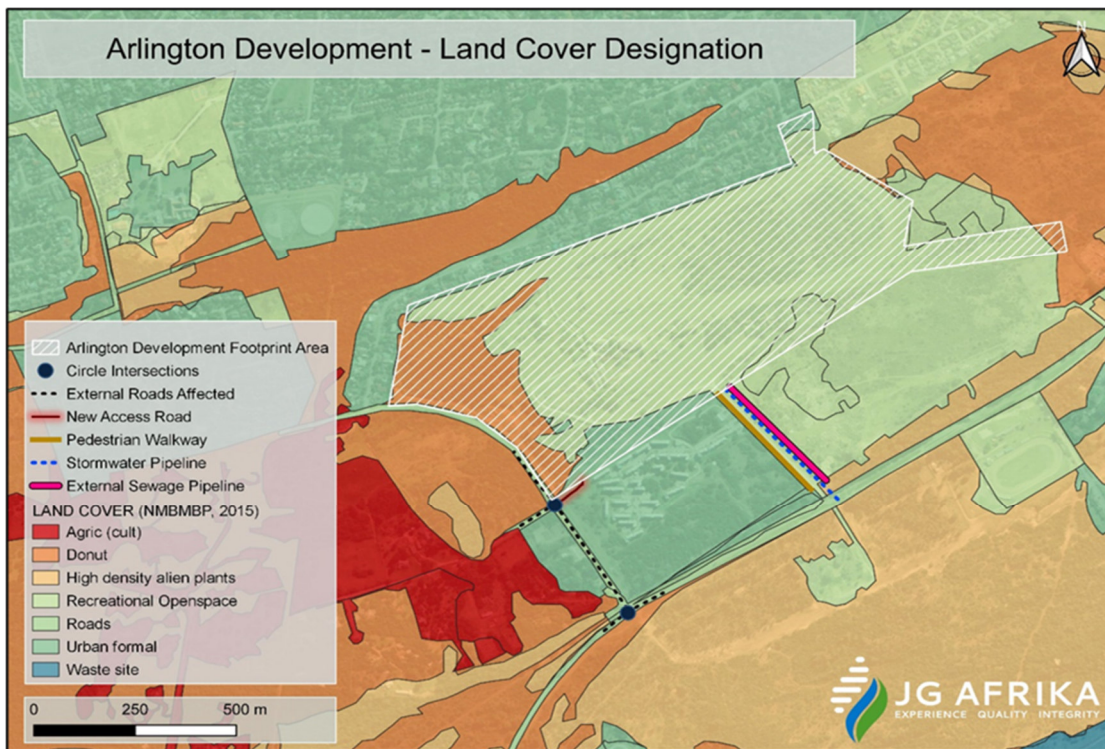 Arlington Development - Land Cover Designation
N
Arlington Development Footprint Area
Circle Intersections
External Roads Affected
New Access Road
Pedestrian Walkway
Stormwater Pipeline
External Sewage Pipeline
LAND COVER (NMBMBP, 2015)
Agric (cult)
Donut
High density alien plants
Recreational Openspace
Roads
Urban formal
Waste site
0 250 500 m
JG AFRIKA
EXPERIENCE QUALITY INTEGRITY